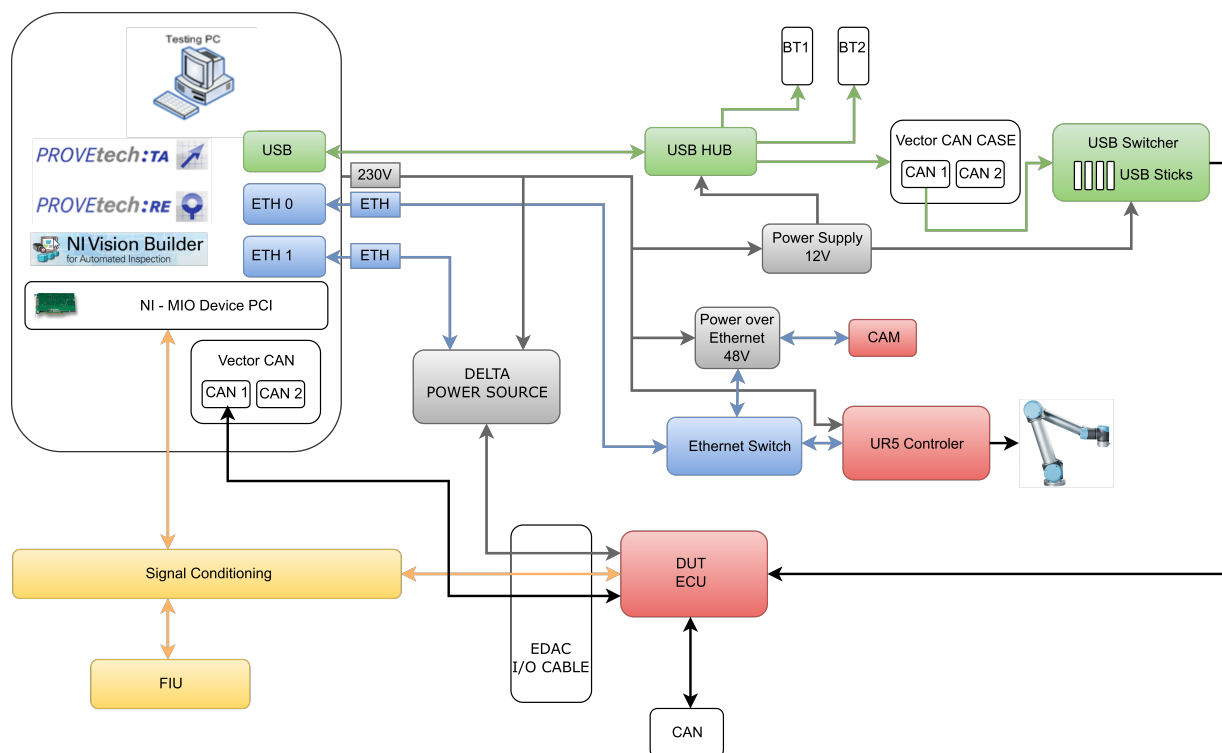 Testing PC
PROVEtech:TA
PROVEtech:RE
NI Vision Builder
for Automated Inspection
USB
ETH 0
ETH 1
230V
ETH
ETH
NI - MIO Device PCI
Vector CAN
CAN 1
CAN 2
BT1
BT2
USB HUB
Vector CAN CASE
CAN 1
CAN 2
USB Switcher
USB Sticks
Power Supply
12V
Power over
Ethernet
48V
CAM
DELTA
POWER SOURCE
Ethernet Switch
UR5 Controler
Signal Conditioning
FIU
EDAC
I/O CABLE
DUT
ECU
CAN